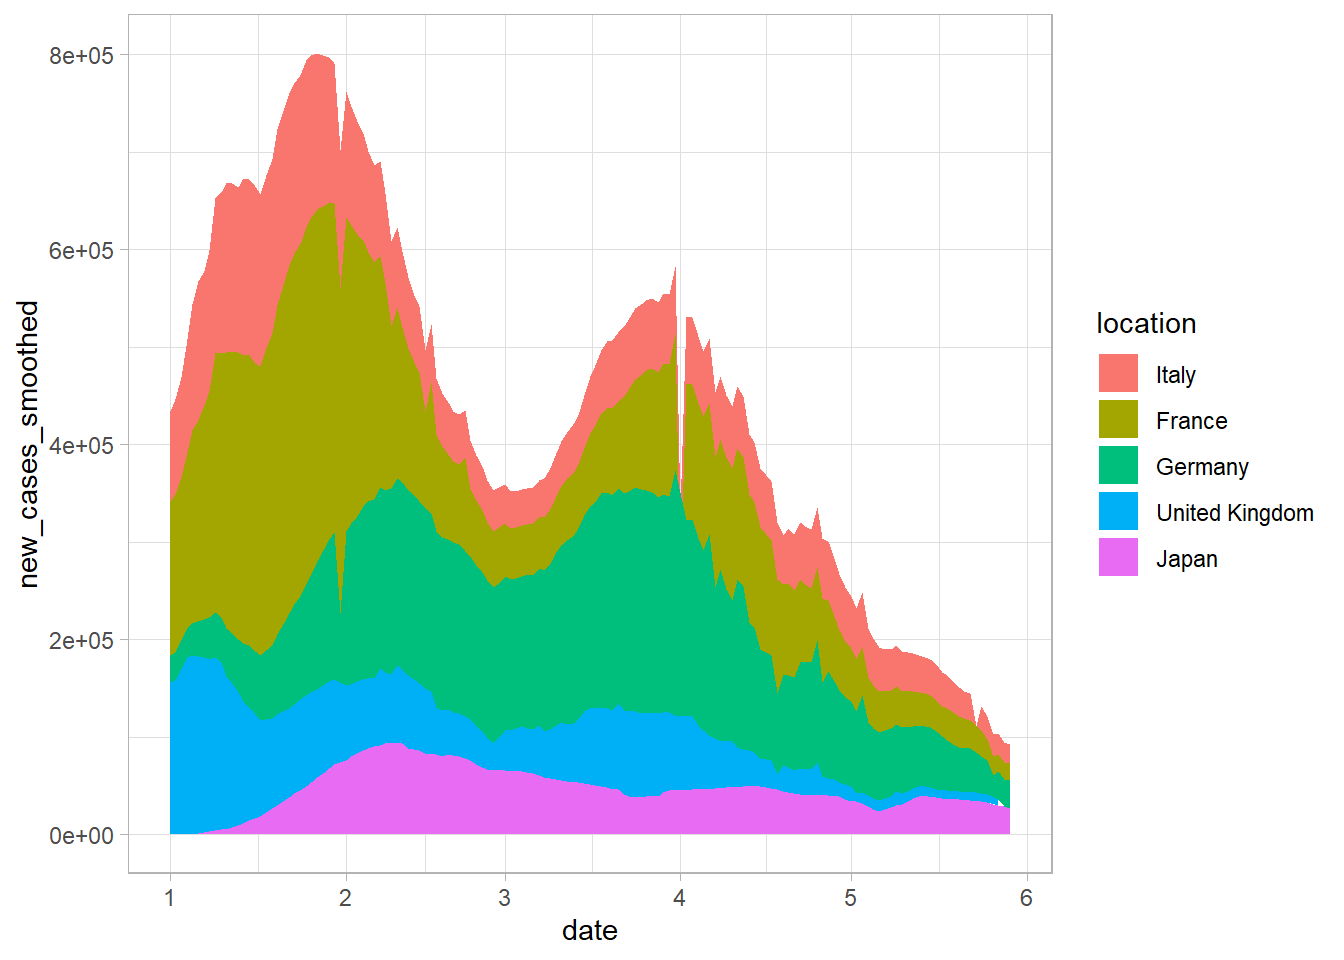 new_cases_smoothed
8e+05
6e+05
4e+05
2e+05
0e+00
1 2 3 4 5 6
date
location
Italy
France
Germany
United Kingdom
Japan